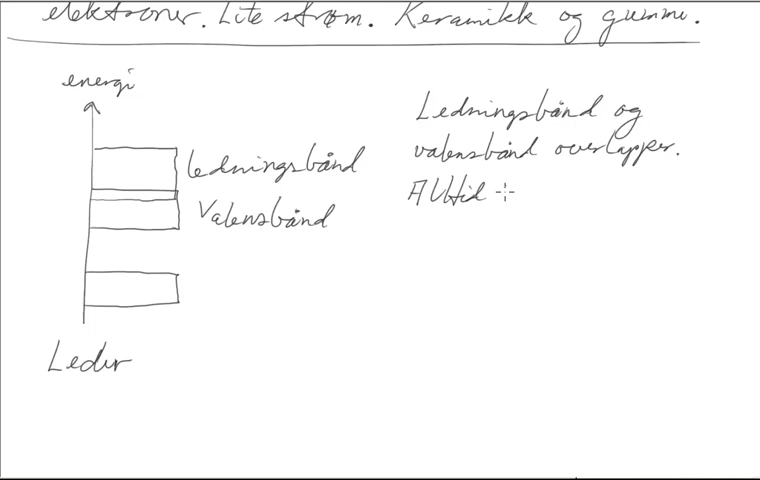 elektroner. Lite strøm. Keramikk og gummi.
energi
Ledningsbånd og
valensbånd overlapper.
Alltid
Ledningsbånd
Valensbånd
Leder